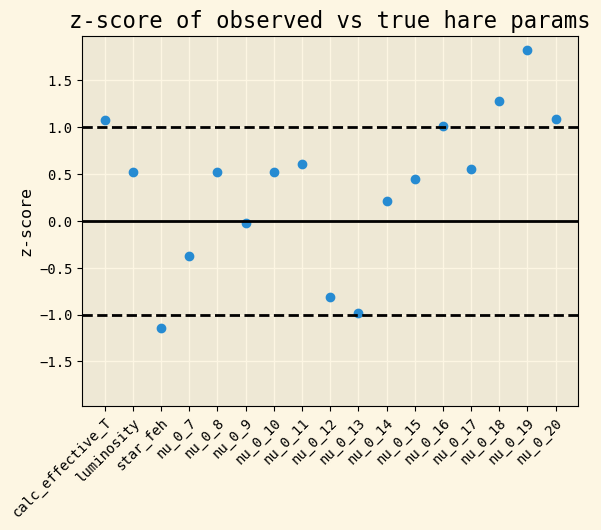 z-score of observed vs true hare params
z-score
1.5
1.0
0.5
0.0
−0.5
−1.0
−1.5
calc_effective_T
luminosity
star_feh
nu_0_7
nu_0_8
nu_0_9
nu_0_10
nu_0_11
nu_0_12
nu_0_13
nu_0_14
nu_0_15
nu_0_16
nu_0_17
nu_0_18
nu_0_19
nu_0_20